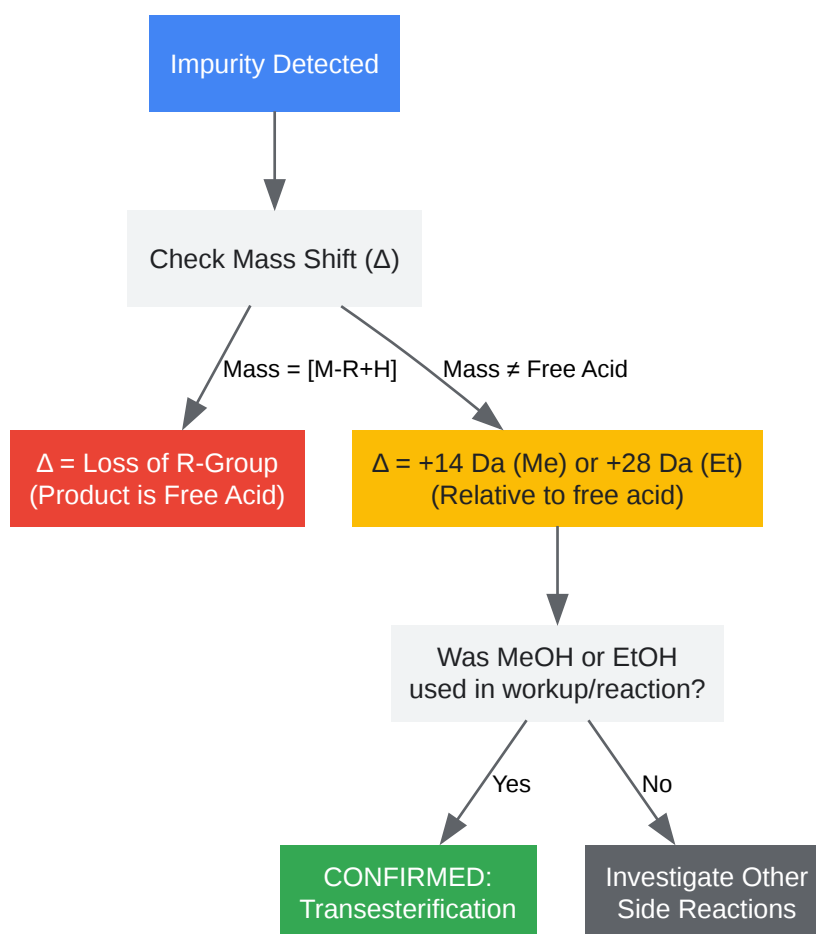 Impurity Detected
Check Mass Shift (Δ)
Mass = [M-R+H]
Mass ≠ Free Acid
Δ = Loss of R-Group
(Product is Free Acid)
Δ = +14 Da (Me) or +28 Da (Et)
(Relative to free acid)
Was MeOH or EtOH
used in workup/reaction?
Yes
No
CONFIRMED:
Transesterification
Investigate Other
Side Reactions